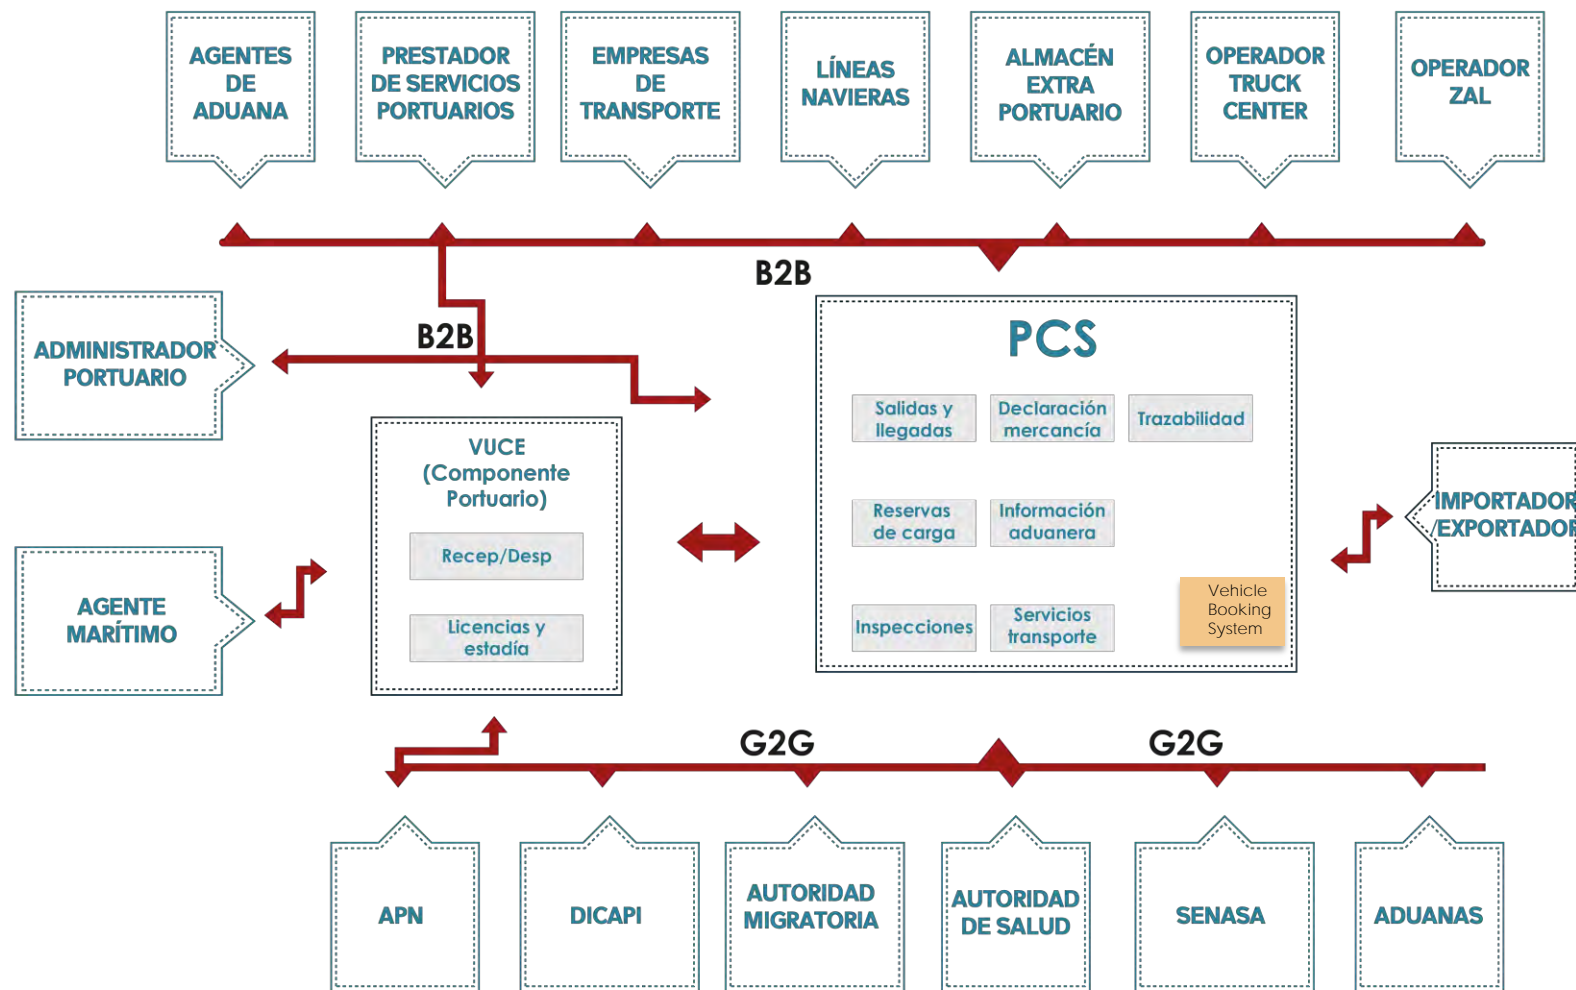 AGENTES
DE
ADUANA
PRESTADOR
DE SERVICIOS
PORTUARIOS
EMPRESAS
DE
TRANSPORTE
LÍNEAS
NAVIERAS
ALMACÉN
EXTRA
PORTUARIO
OPERADOR
TRUCK
CENTER
OPERADOR
ZAL
B2B
B2B
ADMINISTRADOR
PORTUARIO
PCS
Salidas y
llegadas
Declaración
mercancía
Trazabilidad
Reservas
de carga
Información
aduanera
Inspecciones
Servicios
transporte
Vehicle
Booking
System
VUCE
(Componente
Portuario)
Recep/Desp
Licencias y
estadía
AGENTE
MARÍTIMO
IMPORTADOR
/EXPORTADOR
G2G
G2G
APN
DICAPI
AUTORIDAD
MIGRATORIA
AUTORIDAD
DE SALUD
SENASA
ADUANAS